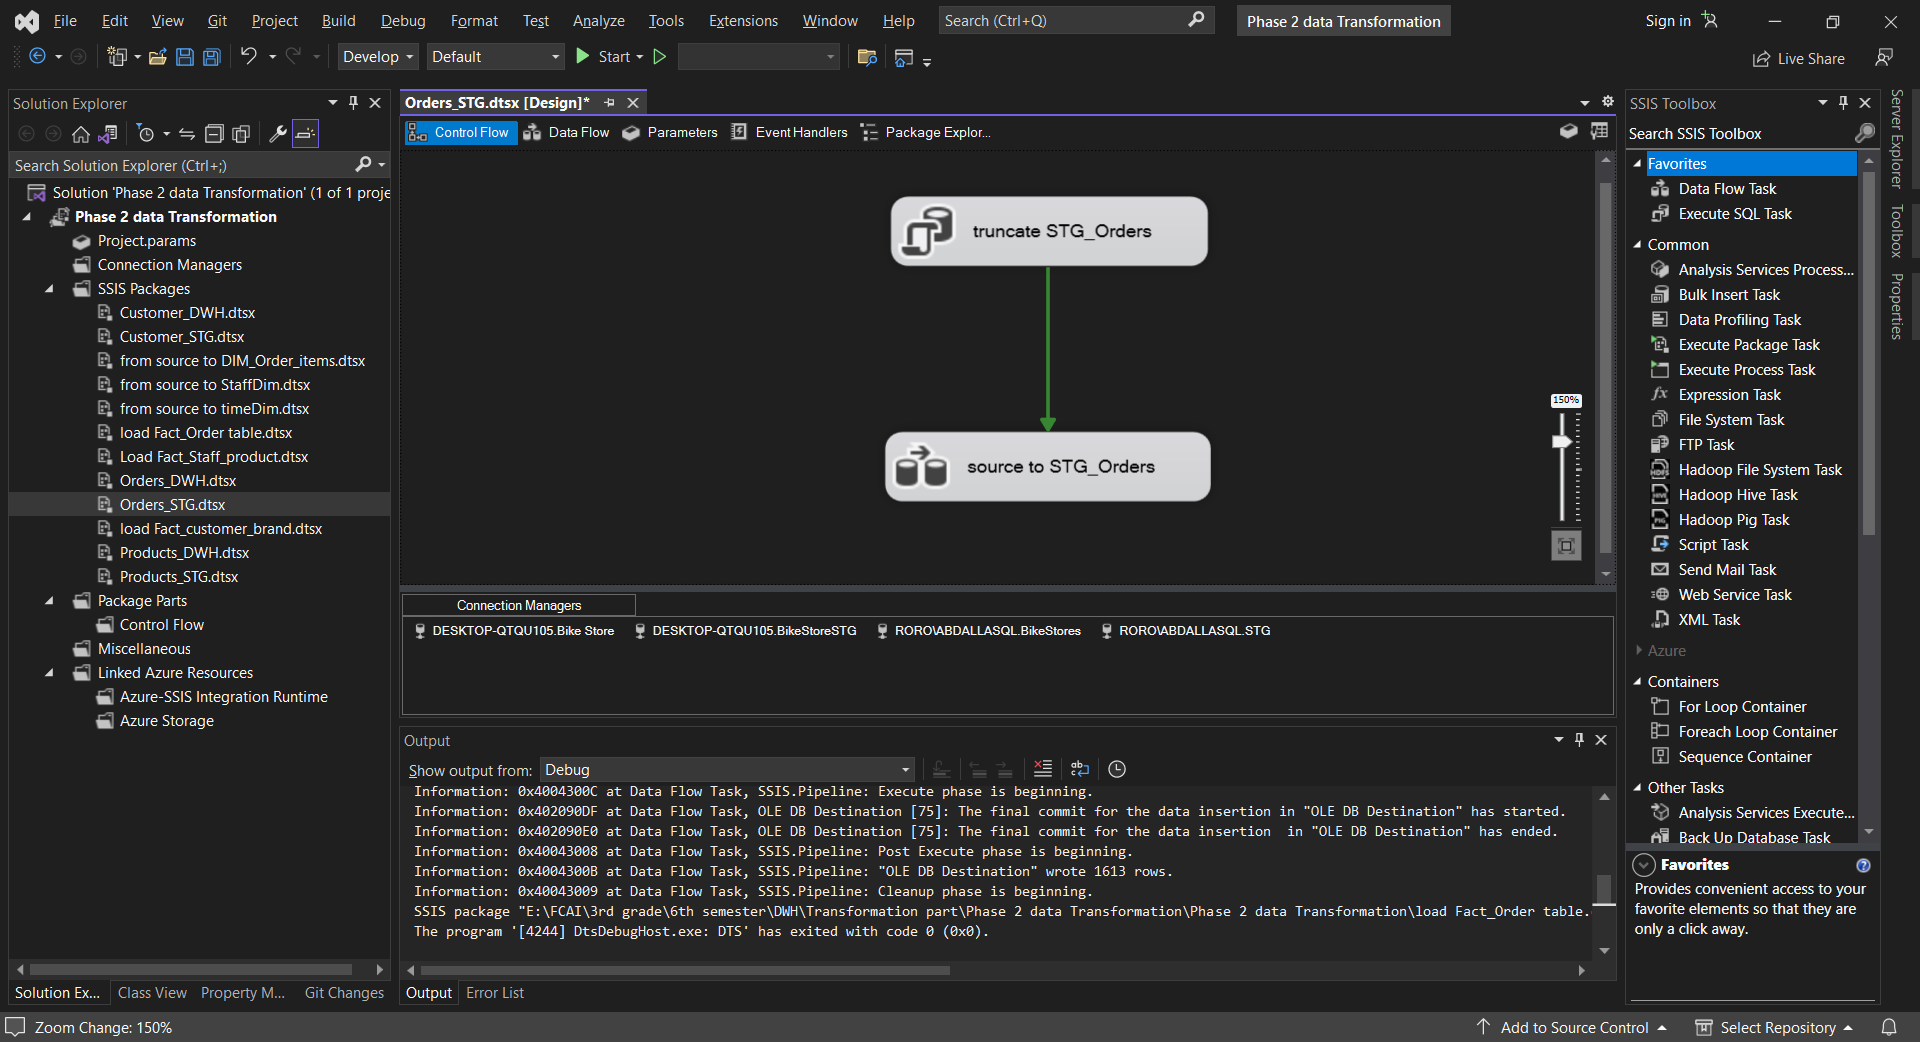 File Edit View Git Project Build Debug Format Test Analyze Tools Extensions Window Help Search (Ctrl+Q) Phase 2 data Transformation Sign in
Develop Default Start Live Share
Solution Explorer
Search Solution Explorer (Ctrl+;)
Solution 'Phase 2 data Transformation' (1 of 1 proje
Phase 2 data Transformation
Project.params
Connection Managers
SSIS Packages
Customer_DWH.dtsx
Customer_STG.dtsx
from source to DIM_Order_items.dtsx
from source to StaffDim.dtsx
from source to timeDim.dtsx
load Fact_Order table.dtsx
Load Fact_Staff_product.dtsx
Orders_DWH.dtsx
Orders_STG.dtsx
load Fact_customer_brand.dtsx
Products_DWH.dtsx
Products_STG.dtsx
Package Parts
Control Flow
Miscellaneous
Linked Azure Resources
Azure-SSIS Integration Runtime
Azure Storage
Solution Ex... Class View Property M... Git Changes
Orders_STG.dtsx [Design]*
Control Flow Data Flow Parameters Event Handlers Package Explor...
truncate STG_Orders
source to STG_Orders
150%
Connection Managers
DESKTOP-QTQU105.Bike Store DESKTOP-QTQU105.BikeStoreSTG RORO\ABDALLASQL.BikeStores RORO\ABDALLASQL.STG
Output
Show output from: Debug
Information: 0x4004300C at Data Flow Task, SSIS.Pipeline: Execute phase is beginning.
Information: 0x402090DF at Data Flow Task, OLE DB Destination [75]: The final commit for the data insertion in "OLE DB Destination" has started.
Information: 0x402090E0 at Data Flow Task, OLE DB Destination [75]: The final commit for the data insertion  in "OLE DB Destination" has ended.
Information: 0x40043008 at Data Flow Task, SSIS.Pipeline: Post Execute phase is beginning.
Information: 0x4004300B at Data Flow Task, SSIS.Pipeline: "OLE DB Destination" wrote 1613 rows.
Information: 0x40043009 at Data Flow Task, SSIS.Pipeline: Cleanup phase is beginning.
SSIS package "E:\FCAI\3rd grade\6th semester\DWH\Transformation part\Phase 2 data Transformation\Phase 2 data Transformation\load Fact_Order table.
The program '[4244] DtsDebugHost.exe: DTS' has exited with code 0 (0x0).
Output Error List
SSIS Toolbox
Search SSIS Toolbox
Favorites
Data Flow Task
Execute SQL Task
Common
Analysis Services Process...
Bulk Insert Task
Data Profiling Task
Execute Package Task
Execute Process Task
Expression Task
File System Task
FTP Task
Hadoop File System Task
Hadoop Hive Task
Hadoop Pig Task
Script Task
Send Mail Task
Web Service Task
XML Task
Azure
Containers
For Loop Container
Foreach Loop Container
Sequence Container
Other Tasks
Analysis Services Execute...
Back Up Database Task
Favorites
Provides convenient access to your
favorite elements so that they are
only a click away.
Server Explorer
Toolbox
Properties
Zoom Change: 150% Add to Source Control Select Repository